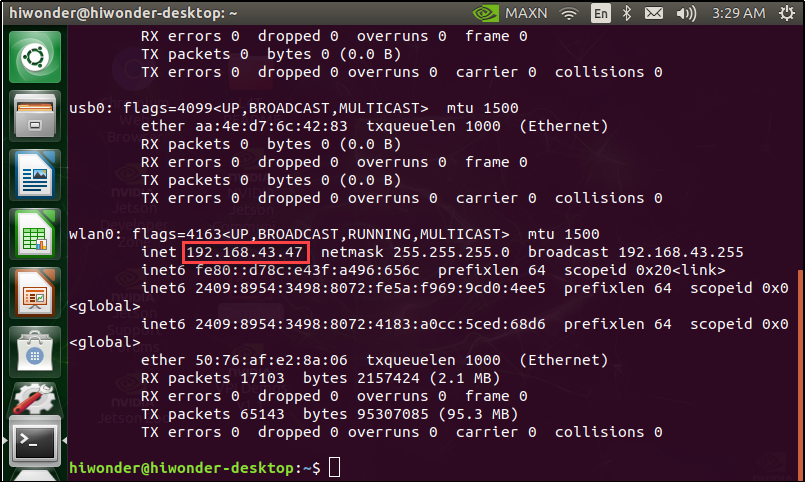 hiwonder@hiwonder-desktop: ~
MAXN En 3:29 AM
RX errors 0 dropped 0 overruns 0 frame 0
TX packets 0 bytes 0 (0.0 B)
TX errors 0 dropped 0 overruns 0 carrier 0 collisions 0
usb0: flags=4099<UP,BROADCAST,MULTICAST> mtu 1500
ether aa:4e:d7:6c:42:83 txqueuelen 1000 (Ethernet)
RX packets 0 bytes 0 (0.0 B)
RX errors 0 dropped 0 overruns 0 frame 0
TX packets 0 bytes 0 (0.0 B)
TX errors 0 dropped 0 overruns 0 carrier 0 collisions 0
wlan0: flags=4163<UP,BROADCAST,RUNNING,MULTICAST> mtu 1500
inet 192.168.43.47 netmask 255.255.255.0 broadcast 192.168.43.255
inet6 fe80::d78c:e43f:a496:656c prefixlen 64 scopeid 0x20<link>
inet6 2409:8954:3498:8072:fe5a:f969:9cd0:4ee5 prefixlen 64 scopeid 0x0
<global>
inet6 2409:8954:3498:8072:4183:a0cc:5ced:68d6 prefixlen 64 scopeid 0x0
<global>
ether 50:76:af:e2:8a:06 txqueuelen 1000 (Ethernet)
RX packets 17103 bytes 2157424 (2.1 MB)
RX errors 0 dropped 0 overruns 0 frame 0
TX packets 65143 bytes 95307085 (95.3 MB)
TX errors 0 dropped 0 overruns 0 carrier 0 collisions 0
hiwonder@hiwonder-desktop:~$